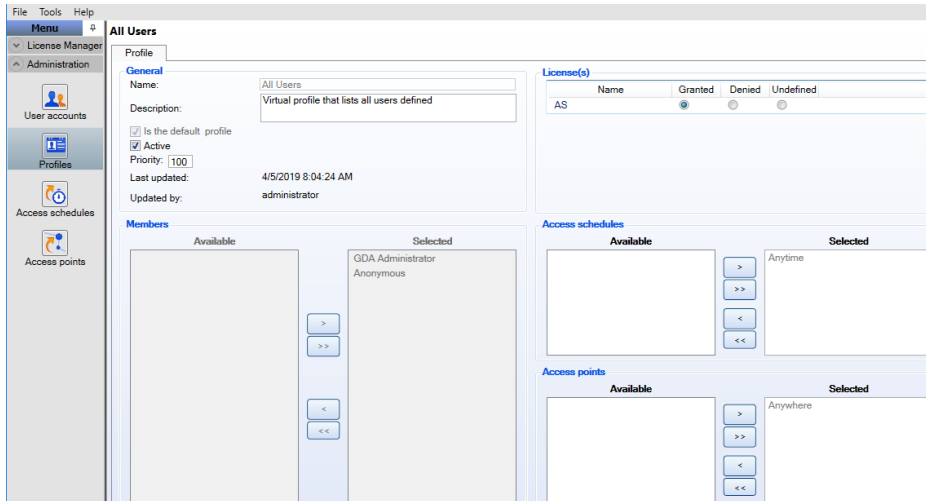 File Tools Help
Menu
License Manager
Administration
User accounts
Profiles
Access schedules
Access points
All Users
Profile
General
Name: All Users
Description: Virtual profile that lists all users defined
Is the default profile
Active
Priority: 100
Last updated: 4/5/2019 8:04:24 AM
Updated by: administrator
License(s)
Name Granted Denied Undefined
AS
Members
Available Selected
GDA Administrator
Anonymous
>
>>
<
<<
Access schedules
Available Selected
Anytime
>
>>
<
<<
Access points
Available Selected
Anywhere
>
>>
<
<<